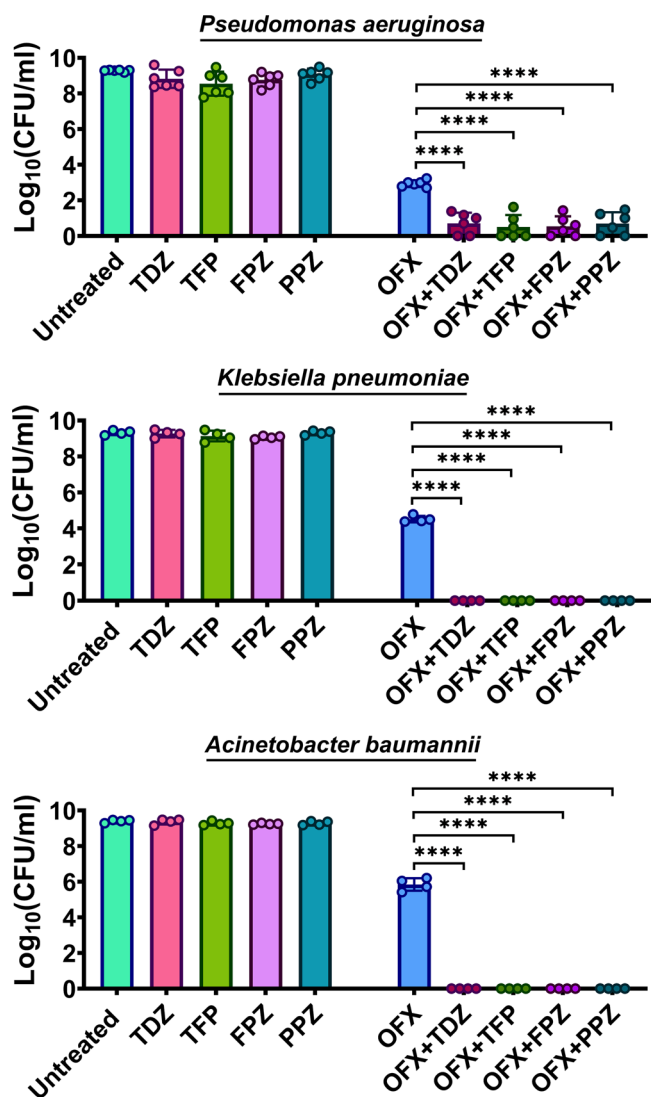 Pseudomonas aeruginosa
Log10(CFU/ml)
10
8
6
4
2
0
****
****
****
****
Untreated
TDZ
TFP
FPZ
PPZ
OFX
OFX+TDZ
OFX+TFP
OFX+FPZ
OFX+PPZ
Klebsiella pneumoniae
Log10(CFU/ml)
10
8
6
4
2
0
****
****
****
****
Untreated
TDZ
TFP
FPZ
PPZ
OFX
OFX+TDZ
OFX+TFP
OFX+FPZ
OFX+PPZ
Acinetobacter baumannii
Log10(CFU/ml)
10
8
6
4
2
0
****
****
****
****
Untreated
TDZ
TFP
FPZ
PPZ
OFX
OFX+TDZ
OFX+TFP
OFX+FPZ
OFX+PPZ